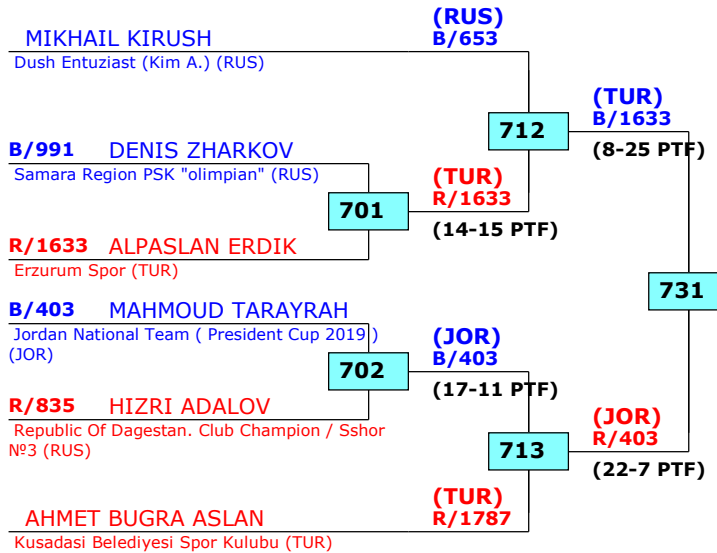 (RUS)
MIKHAIL KIRUSH
B/653
Dush Entuziast (Kim A.) (RUS)
(TUR)
B/1633
712
(8-25 PTF)
B/991 DENIS ZHARKOV
Samara Region PSK "olimpian" (RUS)
(TUR)
R/1633
701
(14-15 PTF)
R/1633 ALPASLAN ERDIK
Erzurum Spor (TUR)
731
B/403 MAHMOUD TARAYRAH
Jordan National Team ( President Cup 2019 )
(JOR)
(JOR)
B/403
702
(17-11 PTF)
R/835 HIZRI ADALOV
Republic Of Dagestan. Club Champion / Sshor
№3 (RUS)
(JOR)
R/403
713
(22-7 PTF)
(TUR)
R/1787
AHMET BUGRA ASLAN
Kusadasi Belediyesi Spor Kulubu (TUR)